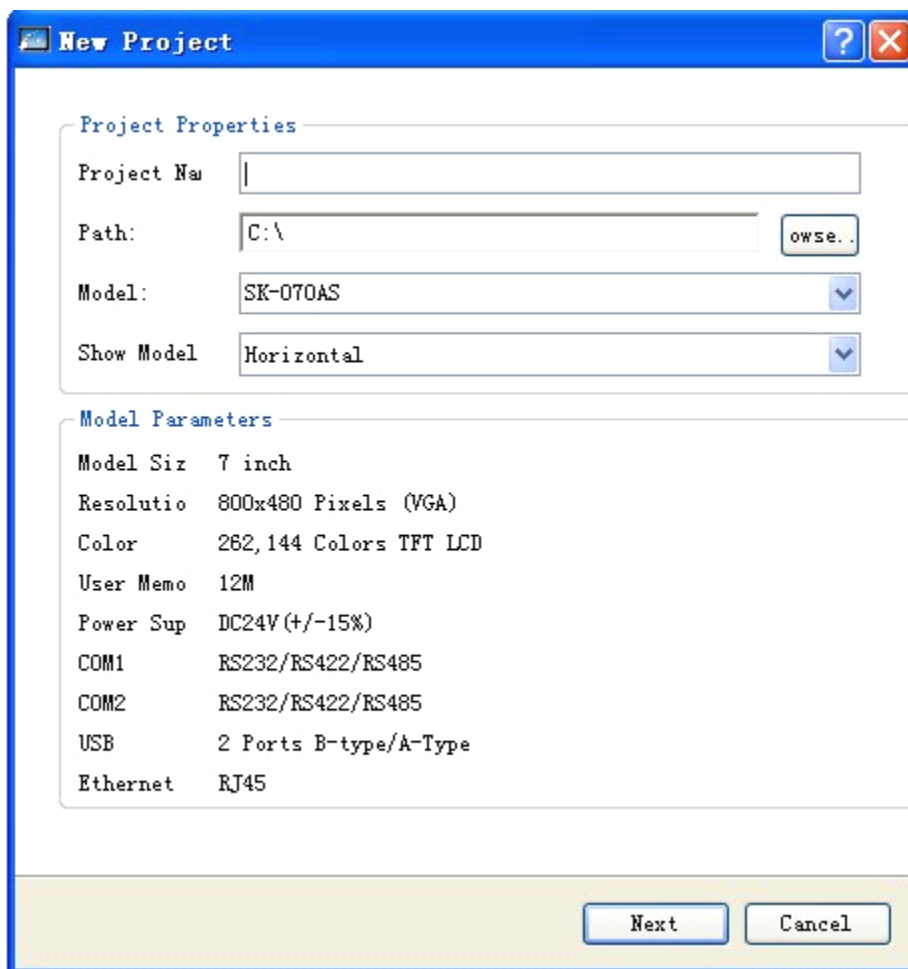 New Project
Project Properties
Project Na
Path: C:\ owse..
Model: SK-070AS
Show Model Horizontal
Model Parameters
Model Siz 7 inch
Resolutio 800x480 Pixels (VGA)
Color 262,144 Colors TFT LCD
User Memo 12M
Power Sup DC24V(+/-15%)
COM1 RS232/RS422/RS485
COM2 RS232/RS422/RS485
USB 2 Ports B-type/A-Type
Ethernet RJ45
Next Cancel